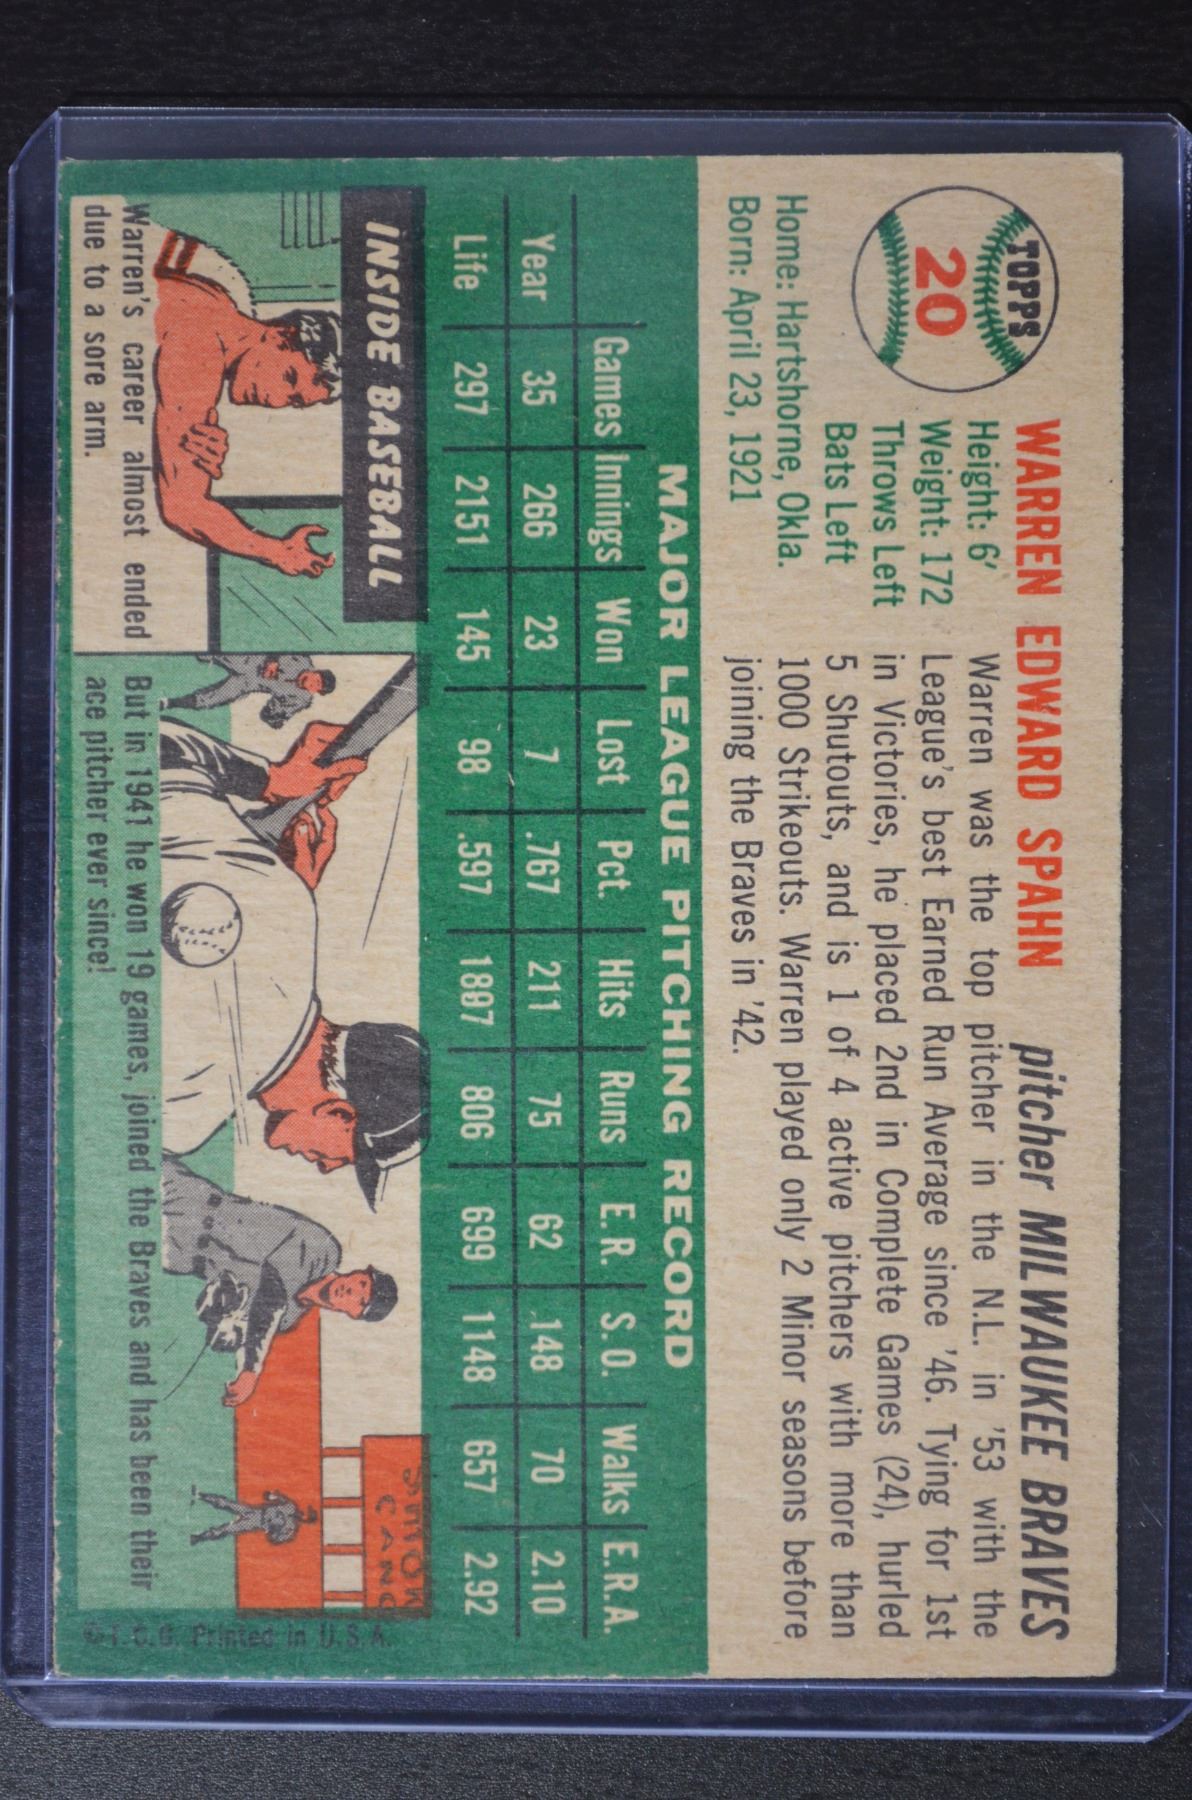 TOPPS
20
WARREN EDWARD SPAHN pitcher MILWAUKEE BRAVES
Height: 6'
Weight: 172
Throws Left
Bats Left
Home: Hartshorne, Okla.
Born: April 23, 1921
Warren was the top pitcher in the N.L. in '53 with the
League's best Earned Run Average since '46. Tying for 1st
in Victories, he placed 2nd in Complete Games (24), hurled
5 Shutouts, and is 1 of 4 active pitchers with more than
1000 Strikeouts. Warren played only 2 Minor seasons before
joining the Braves in '42.
MAJOR LEAGUE PITCHING RECORD
Games Innings Won Lost Pct. Hits Runs E.R. S.O. Walks E.R.A.
Year 35 266 23 7 .767 211 75 62 148 70 2.10
Life 297 2151 145 98 .597 1897 806 699 1148 657 2.92
INSIDE BASEBALL
Warren's career almost ended
due to a sore arm.
But in 1941 he won 19 games, joined the Braves and has been their
ace pitcher ever since!
© T.C.G. Printed in U.S.A.